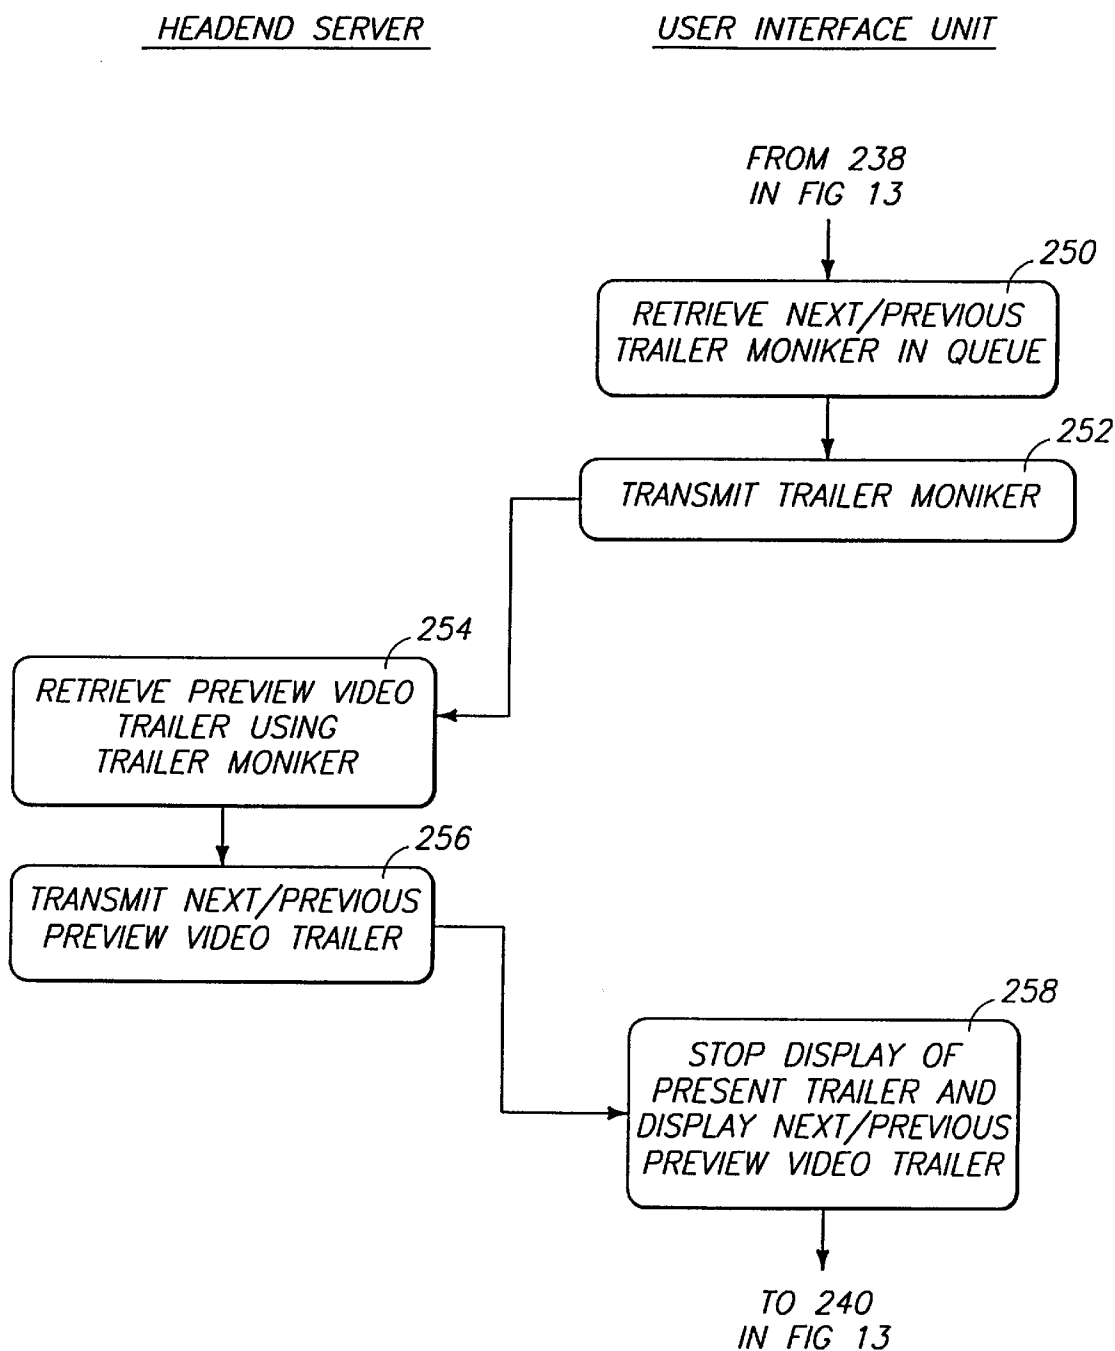 HEADEND SERVER
USER INTERFACE UNIT
FROM 238
IN FIG 13
250
RETRIEVE NEXT/PREVIOUS
TRAILER MONIKER IN QUEUE
252
TRANSMIT TRAILER MONIKER
254
RETRIEVE PREVIEW VIDEO
TRAILER USING
TRAILER MONIKER
256
TRANSMIT NEXT/PREVIOUS
PREVIEW VIDEO TRAILER
258
STOP DISPLAY OF
PRESENT TRAILER AND
DISPLAY NEXT/PREVIOUS
PREVIEW VIDEO TRAILER
TO 240
IN FIG 13